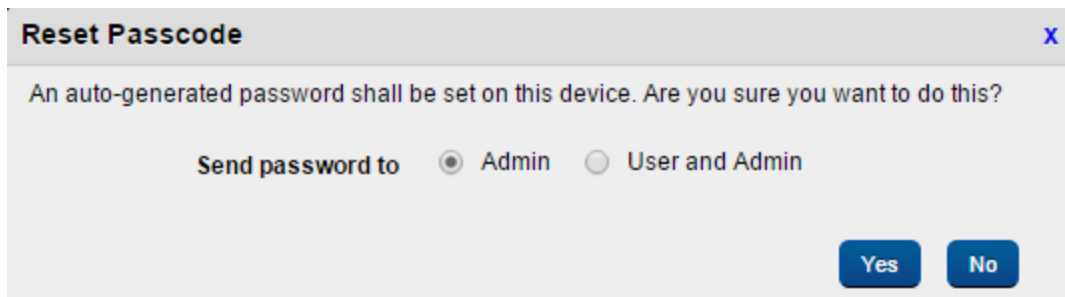 Reset Passcode x
An auto-generated password shall be set on this device. Are you sure you want to do this?
Send password to Admin User and Admin
Yes No